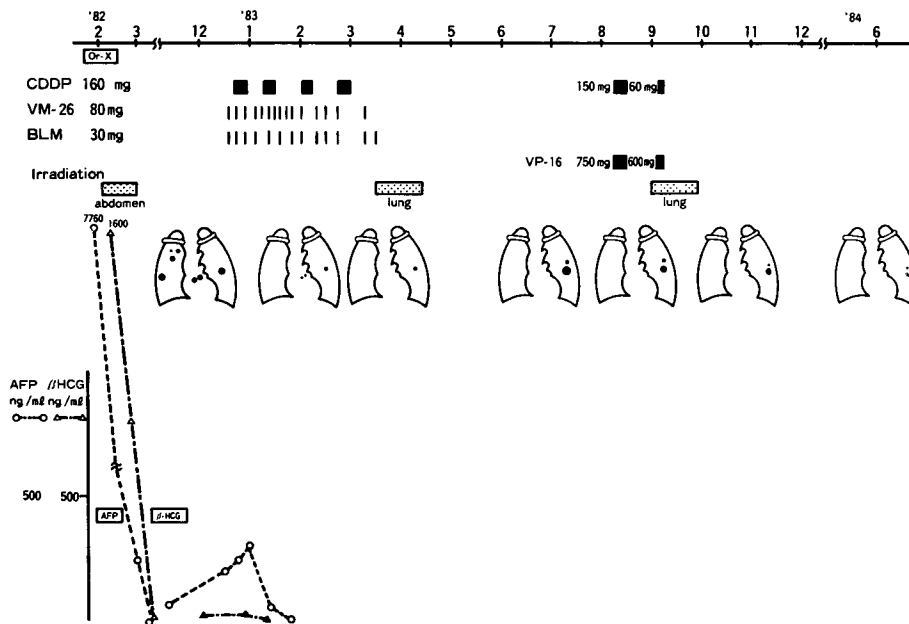 '82 '83 '84
2 3 12 1 2 3 4 5 6 7 8 9 10 11 12 6
Or-X
CDDP 160 mg 150 mg 60 mg
VM-26 80 mg
BLM 30 mg
VP-16 750 mg 600 mg
Irradiation
abdomen lung lung
7760 1600
AFP βHCG
ng/ml ng/ml
500 500
AFP β-HCG